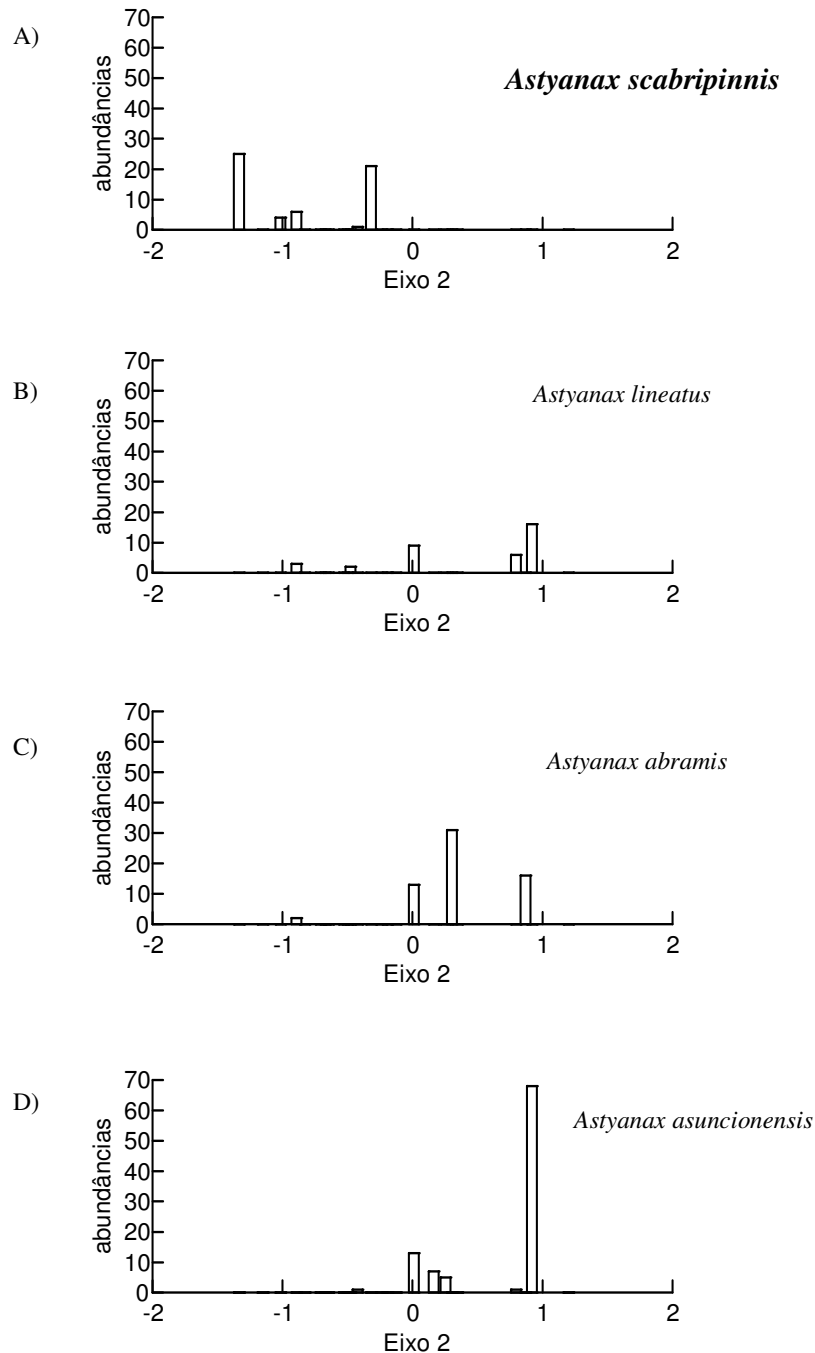 A)
Astyanax scabripinnis
abundâncias
70
60
50
40
30
20
10
0
-2 -1 0 1 2
Eixo 2
B)
Astyanax lineatus
abundâncias
70
60
50
40
30
20
10
0
-2 -1 0 1 2
Eixo 2
C)
Astyanax abramis
abundâncias
70
60
50
40
30
20
10
0
-2 -1 0 1 2
Eixo 2
D)
Astyanax asuncionensis
abundâncias
70
60
50
40
30
20
10
0
-2 -1 0 1 2
Eixo 2